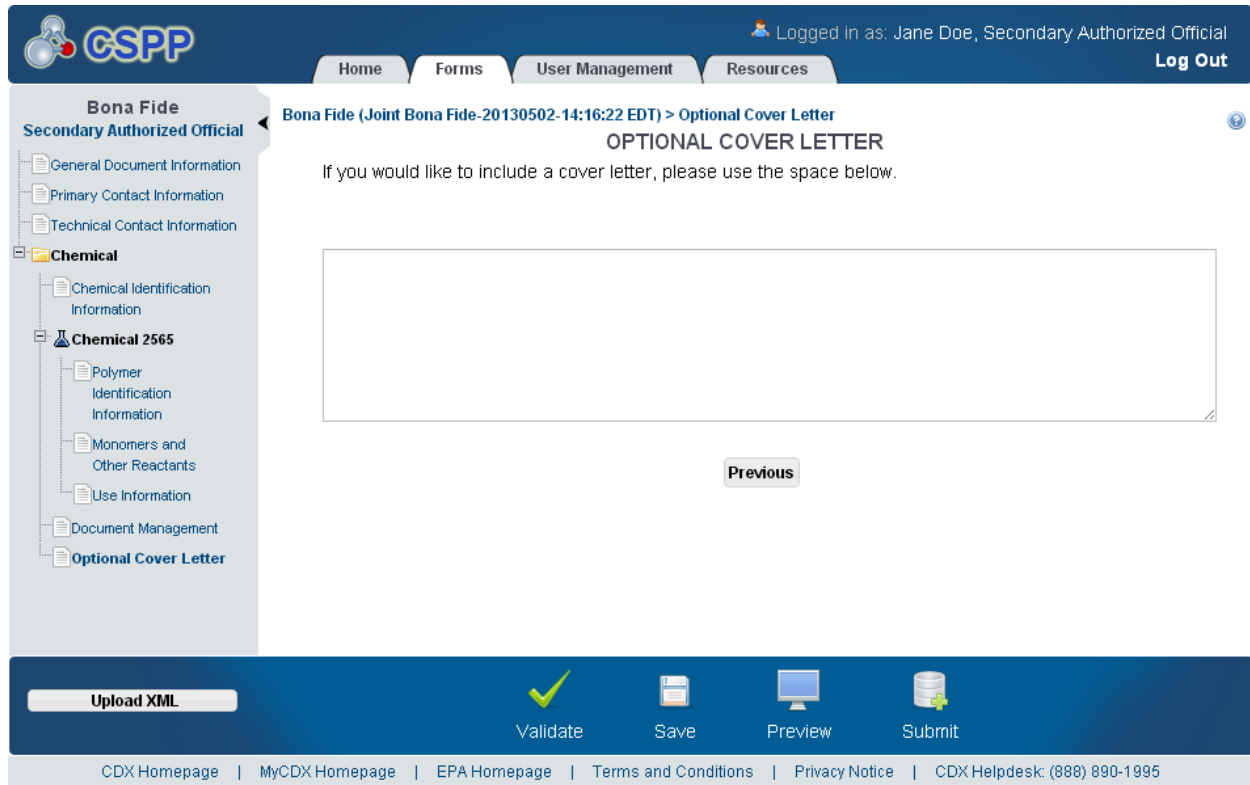 CSPP
Logged in as: Jane Doe, Secondary Authorized Official
Log Out
Home
Forms
User Management
Resources
Bona Fide
Secondary Authorized Official
General Document Information
Primary Contact Information
Technical Contact Information
Chemical
Chemical Identification
Information
Chemical 2565
Polymer
Identification
Information
Monomers and
Other Reactants
Use Information
Document Management
Optional Cover Letter
Bona Fide (Joint Bona Fide-20130502-14:16:22 EDT) > Optional Cover Letter
OPTIONAL COVER LETTER
If you would like to include a cover letter, please use the space below.
Previous
Upload XML
Validate
Save
Preview
Submit
CDX Homepage | MyCDX Homepage | EPA Homepage | Terms and Conditions | Privacy Notice | CDX Helpdesk: (888) 890-1995